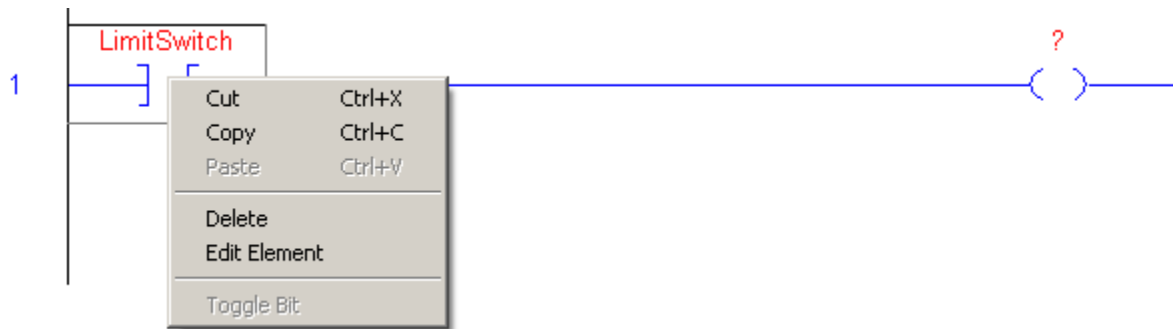 LimitSwitch
?
1
Cut Ctrl+X
Copy Ctrl+C
Paste Ctrl+V
Delete
Edit Element
Toggle Bit